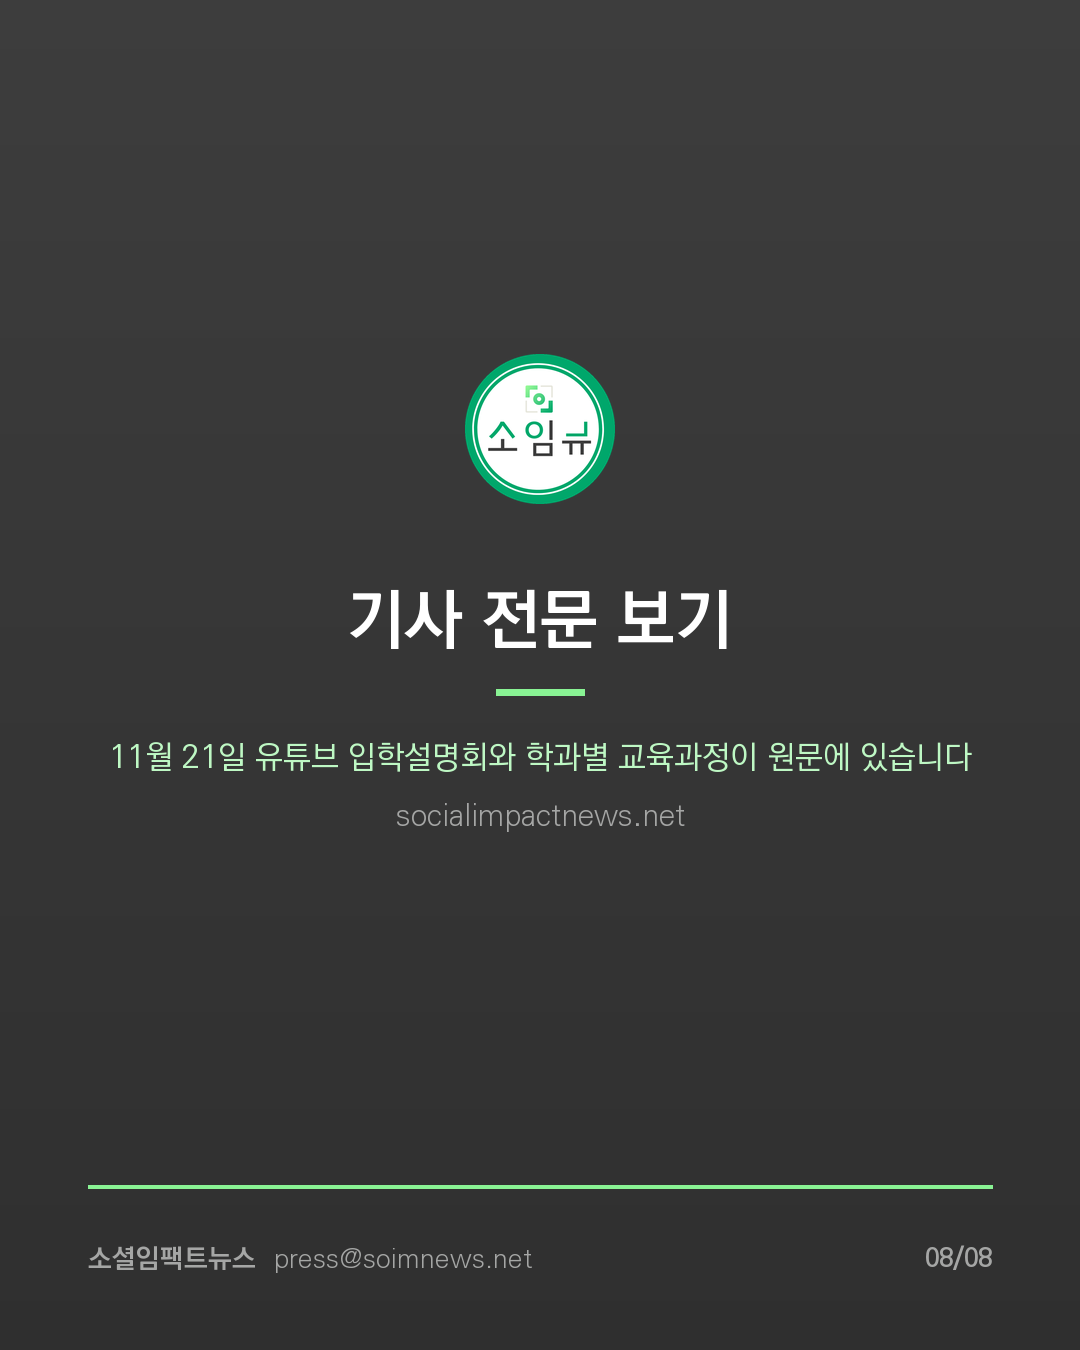 소임뉴
기사 전문 보기
11월 21일 유튜브 입학설명회와 학과별 교육과정이 원문에 있습니다
socialimpactnews.net
소셜임팩트뉴스 press@soimnews.net
08/08